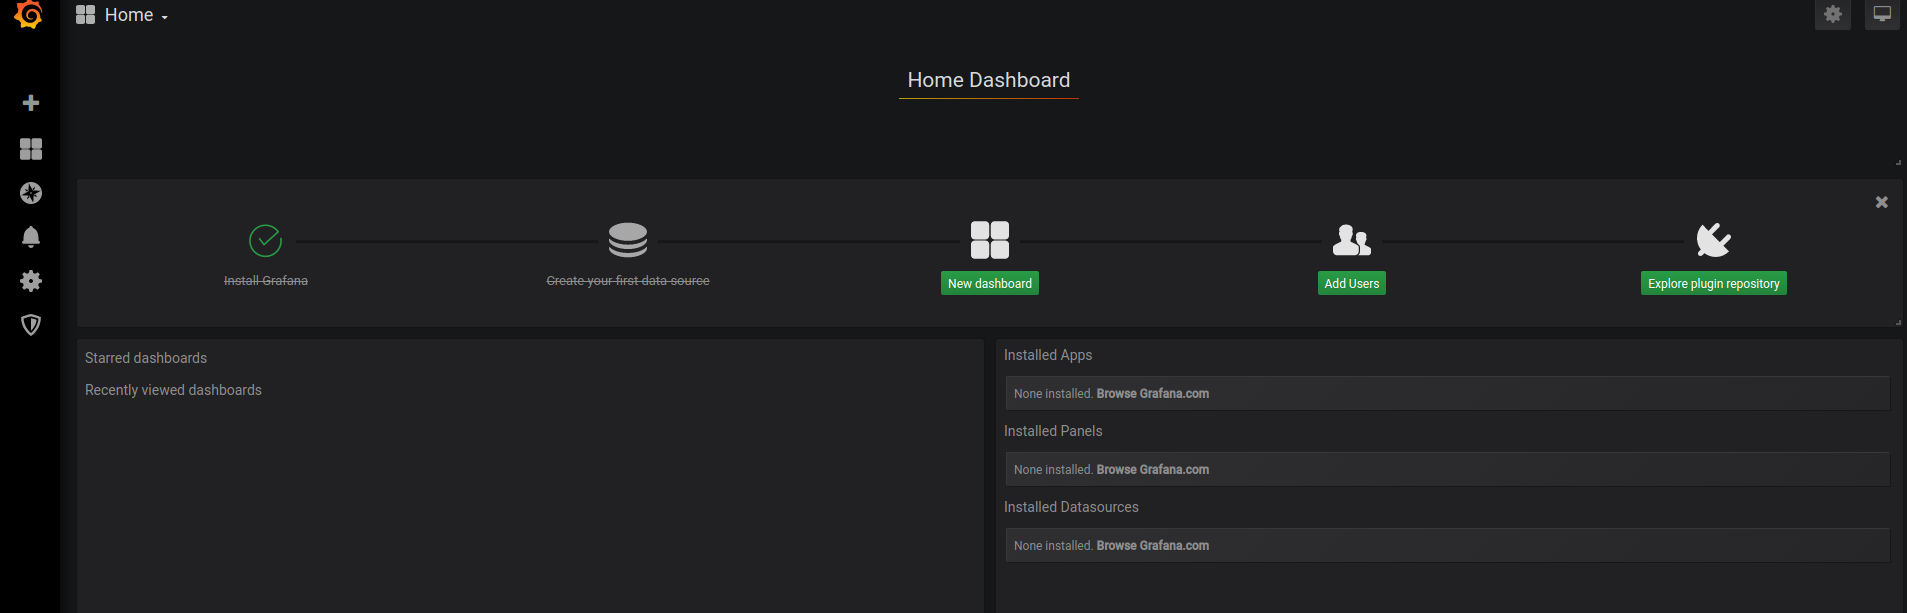 Home
Home Dashboard
Install Grafana
Create your first data source
New dashboard
Add Users
Explore plugin repository
Starred dashboards
Recently viewed dashboards
Installed Apps
None installed. Browse Grafana.com
Installed Panels
None installed. Browse Grafana.com
Installed Datasources
None installed. Browse Grafana.com